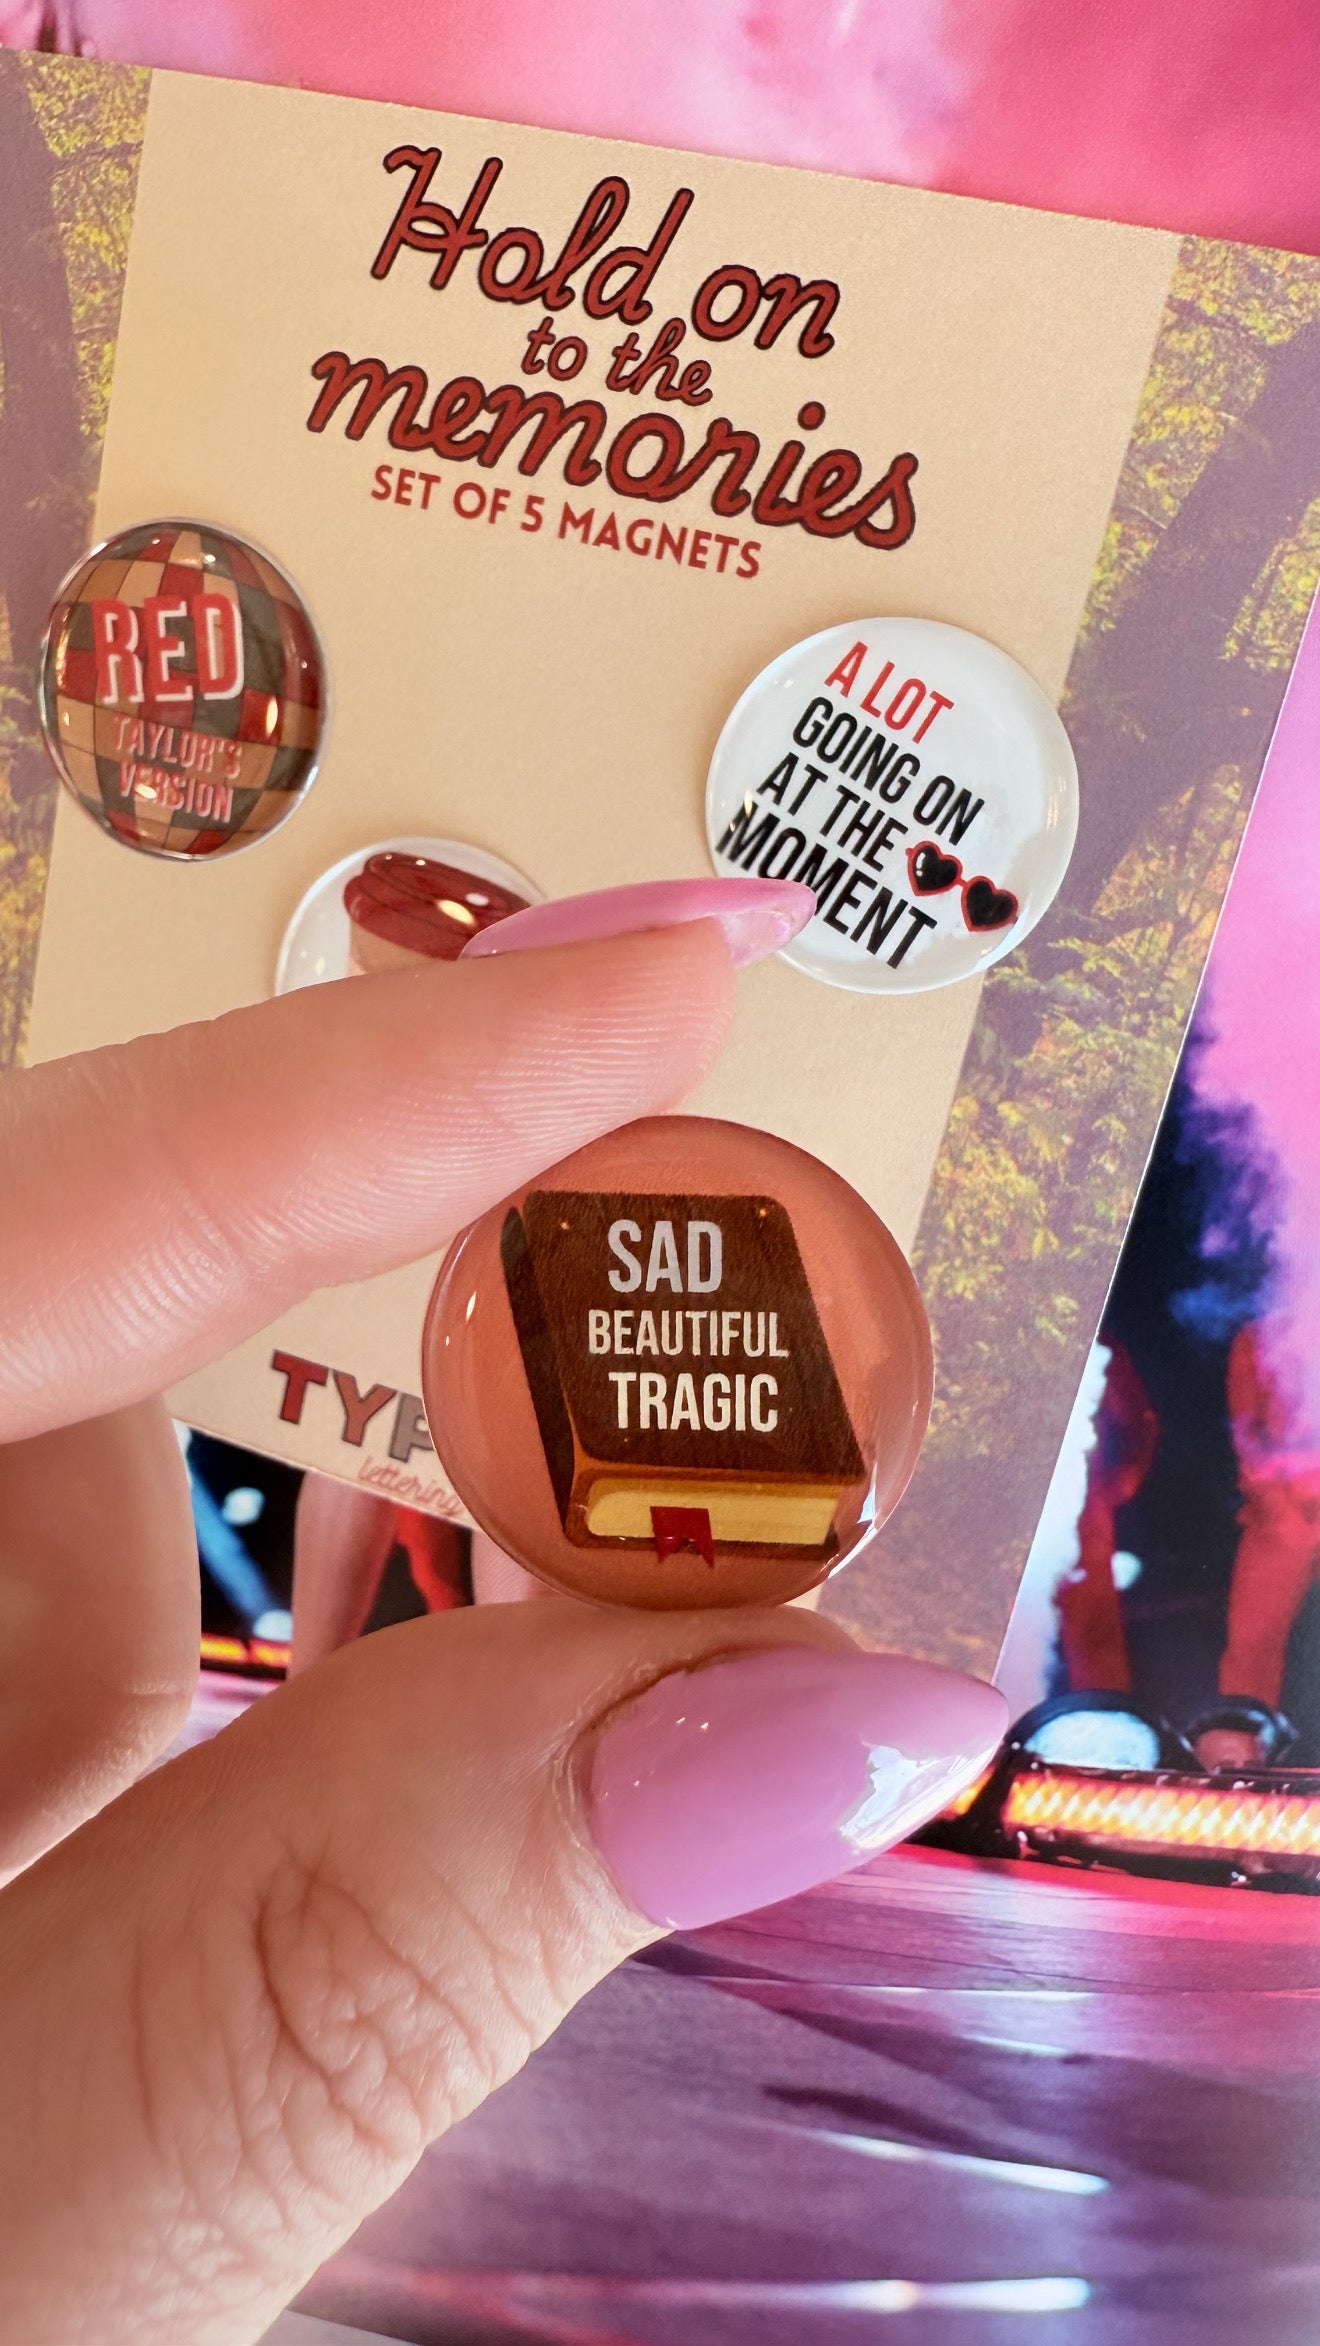 Hold on
to the
memories
SET OF 5 MAGNETS
RED
TAYLOR'S
VERSION
A LOT
GOING ON
AT THE
MOMENT
SAD
BEAUTIFUL
TRAGIC
lettering